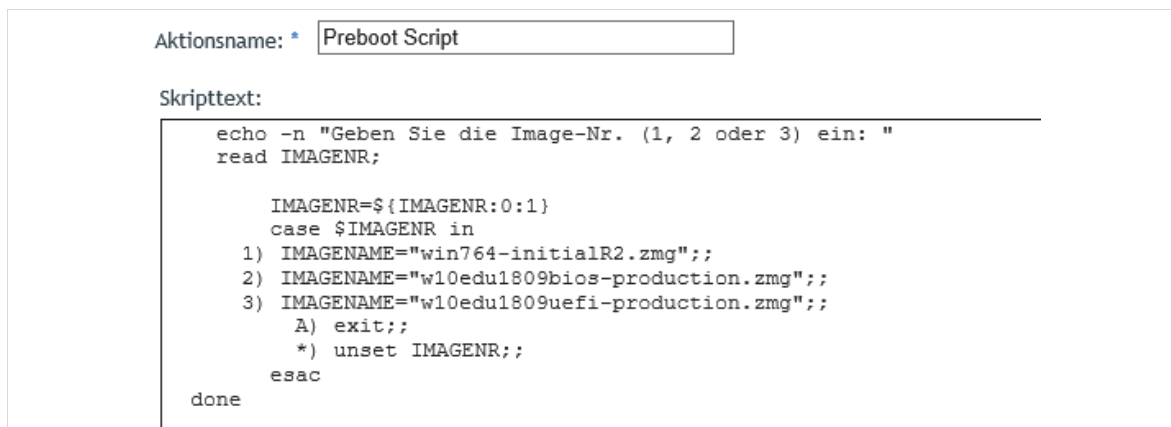 Aktionsname: * Preboot Script
Skripttext:
echo -n "Geben Sie die Image-Nr. (1, 2 oder 3) ein: "
read IMAGENR;
IMAGENR=${IMAGENR:0:1}
case $IMAGENR in
1) IMAGENAME="win764-initialR2.zmg";;
2) IMAGENAME="w10edu1809bios-production.zmg";;
3) IMAGENAME="w10edu1809uefi-production.zmg";;
A) exit;;
*) unset IMAGENR;;
esac
done